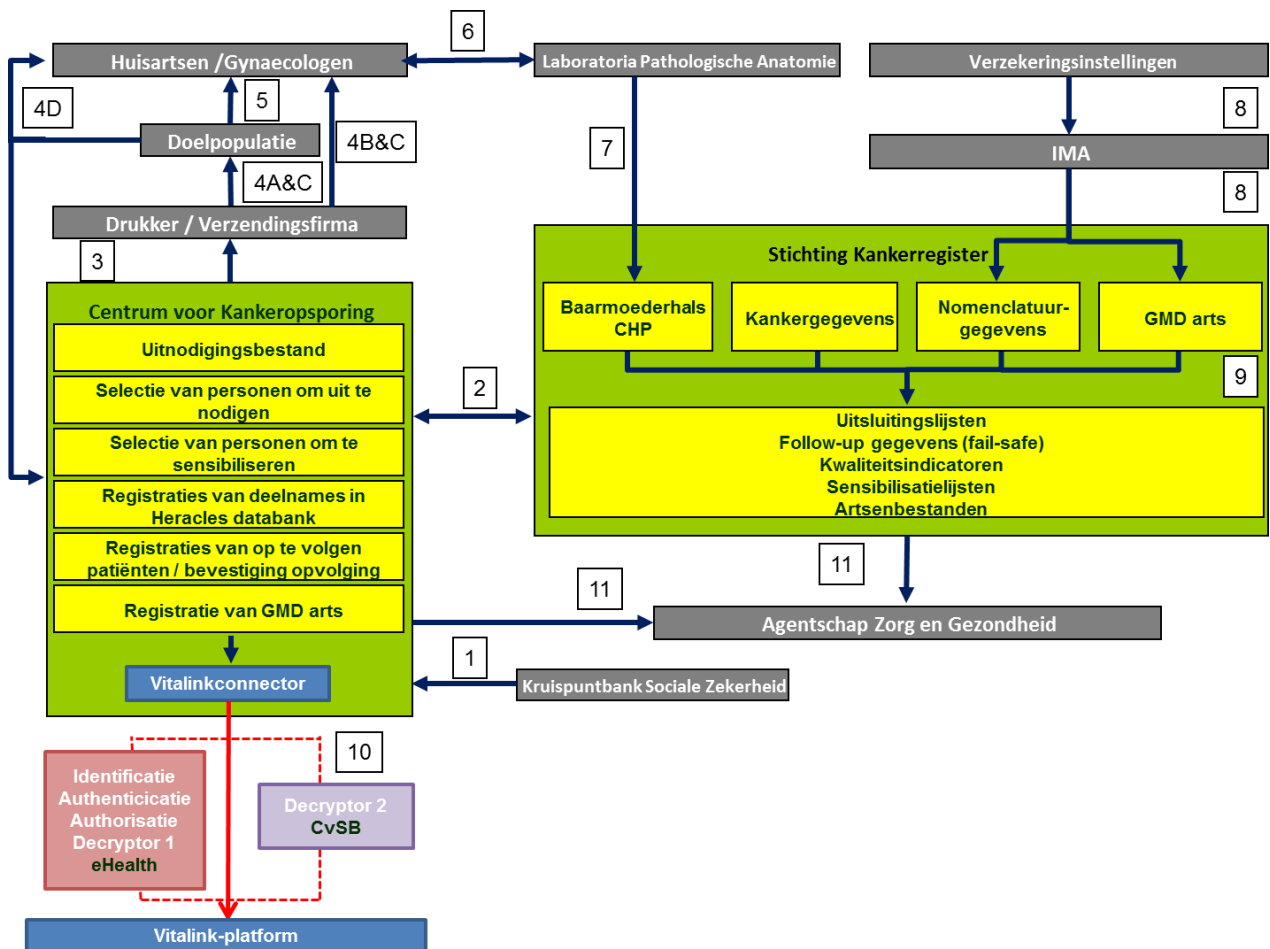 6
Huisartsen /Gynaecologen
Laboratoria Pathologische Anatomie
Verzekeringsinstellingen
4D
5
8
Doelpopulatie
4B&C
7
IMA
4A&C
8
Drukker / Verzendingsfirma
3
Stichting Kankerregister
Centrum voor Kankeropsporing
Baarmoederhals
CHP
Kankergegevens
Nomenclatuur-
gegevens
GMD arts
Uitnodigingsbestand
9
Selectie van personen om uit te
nodigen
2
Selectie van personen om te
sensibiliseren
Uitsluitingslijsten
Follow-up gegevens (fail-safe)
Kwaliteitsindicatoren
Sensibilisatielijsten
Artsenbestanden
Registraties van deelnames in
Heracles databank
Registraties van op te volgen
patiënten / bevestiging opvolging
11
11
Registratie van GMD arts
Agentschap Zorg en Gezondheid
1
Vitalinkconnector
Kruispuntbank Sociale Zekerheid
10
Identificatie
Authenticicatie
Authorisatie
Decryptor 1
eHealth
Decryptor 2
CvSB
Vitalink-platform